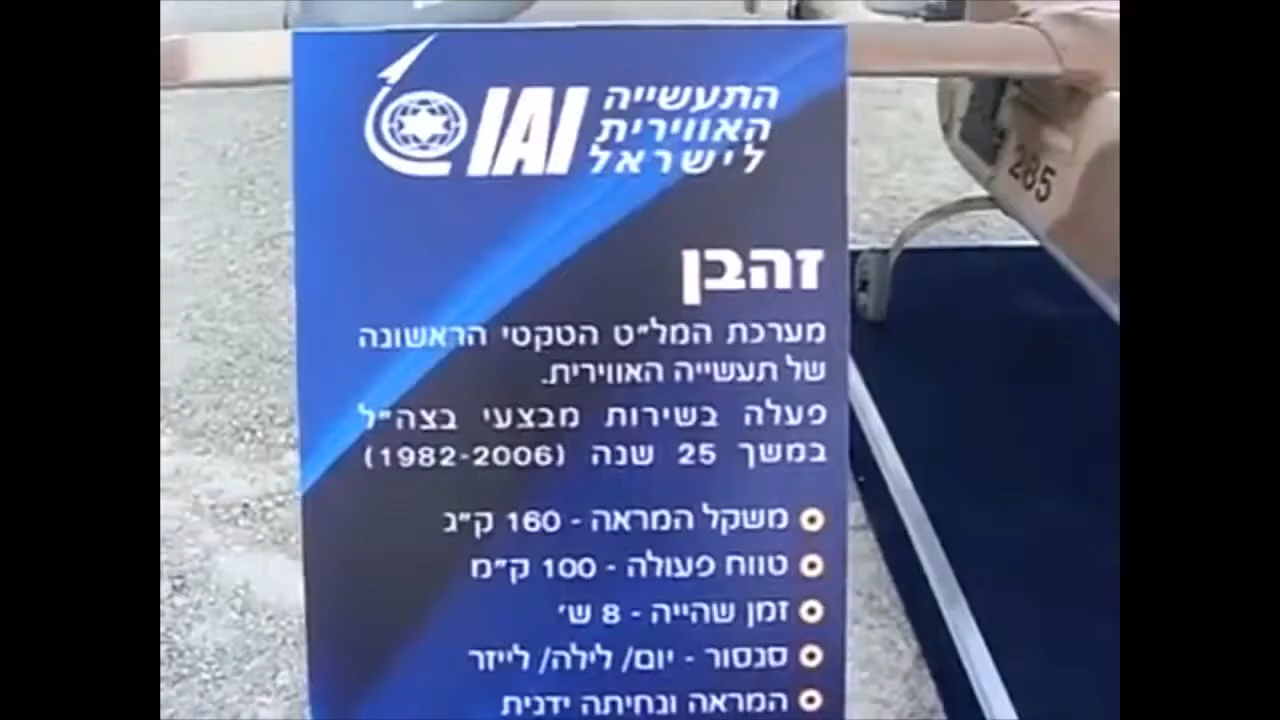 IAI התעשייה
האווירית
לישראל
285
זהבן
מערכת המל"ט הטקטי הראשונה
של תעשייה האווירית.
פעלה בשירות מבצעי בצה"ל
במשך 25 שנה (1982-2006)
משקל המראה - 160 ק"ג
טווח פעולה - 100 ק"מ
זמן שהייה - 8 ש'
סנסור - יום/ לילה/ לייזר
המראה ונחיתה ידנית